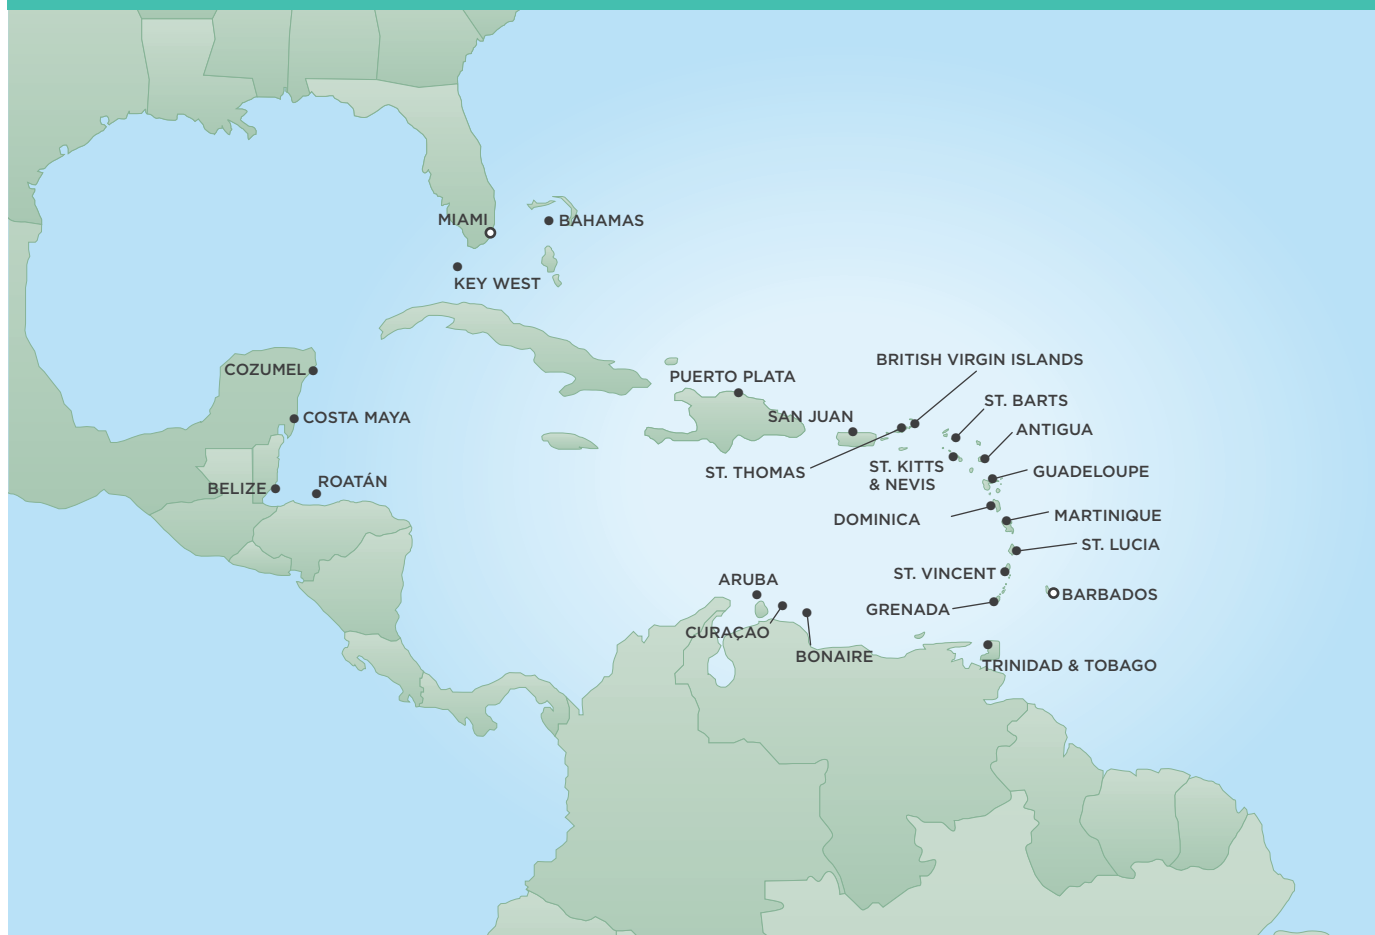 MIAMI
BAHAMAS
KEY WEST
BRITISH VIRGIN ISLANDS
COZUMEL
PUERTO PLATA
ST. BARTS
COSTA MAYA
SAN JUAN
ANTIGUA
ST. THOMAS
ST. KITTS
& NEVIS
GUADELOUPE
BELIZE
ROATÁN
DOMINICA
MARTINIQUE
ST. LUCIA
ARUBA
ST. VINCENT
BARBADOS
GRENADA
CURAÇAO
BONAIRE
TRINIDAD & TOBAGO